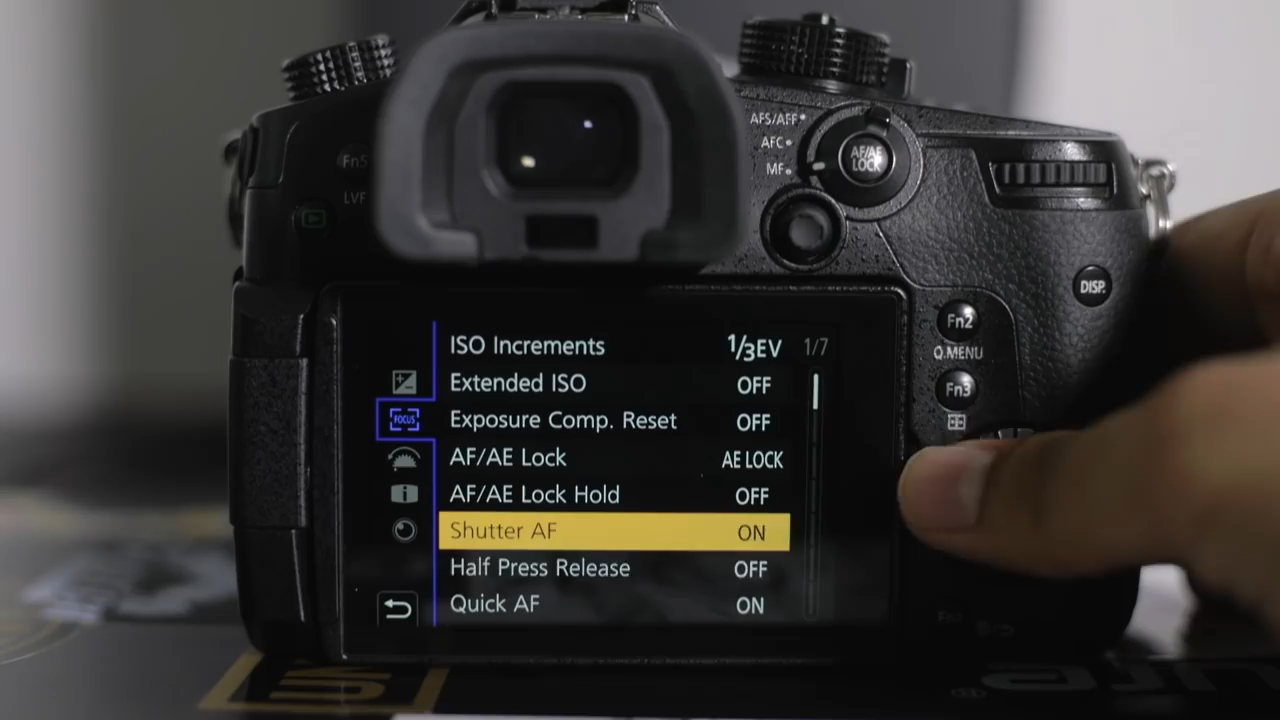 Fn5
LVF
AFS/AFF
AFC
MF
AF/AE
LOCK
DISP.
Fn2
Q.MENU
Fn3
ISO Increments 1/3EV 1/7
Extended ISO OFF
Exposure Comp. Reset OFF
FOCUS
AF/AE Lock AE LOCK
AF/AE Lock Hold OFF
Shutter AF ON
Half Press Release OFF
Quick AF ON